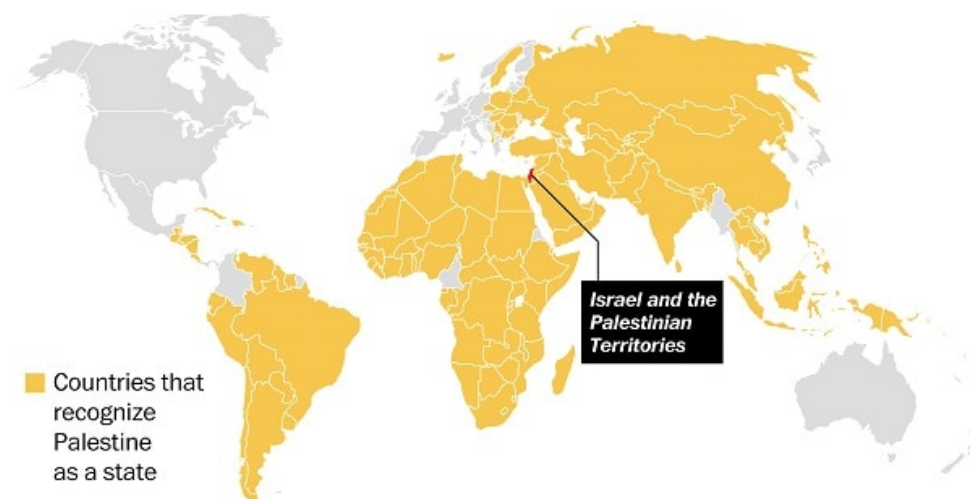 Israel and the
Palestinian
Territories
Countries that
recognize
Palestine
as a state